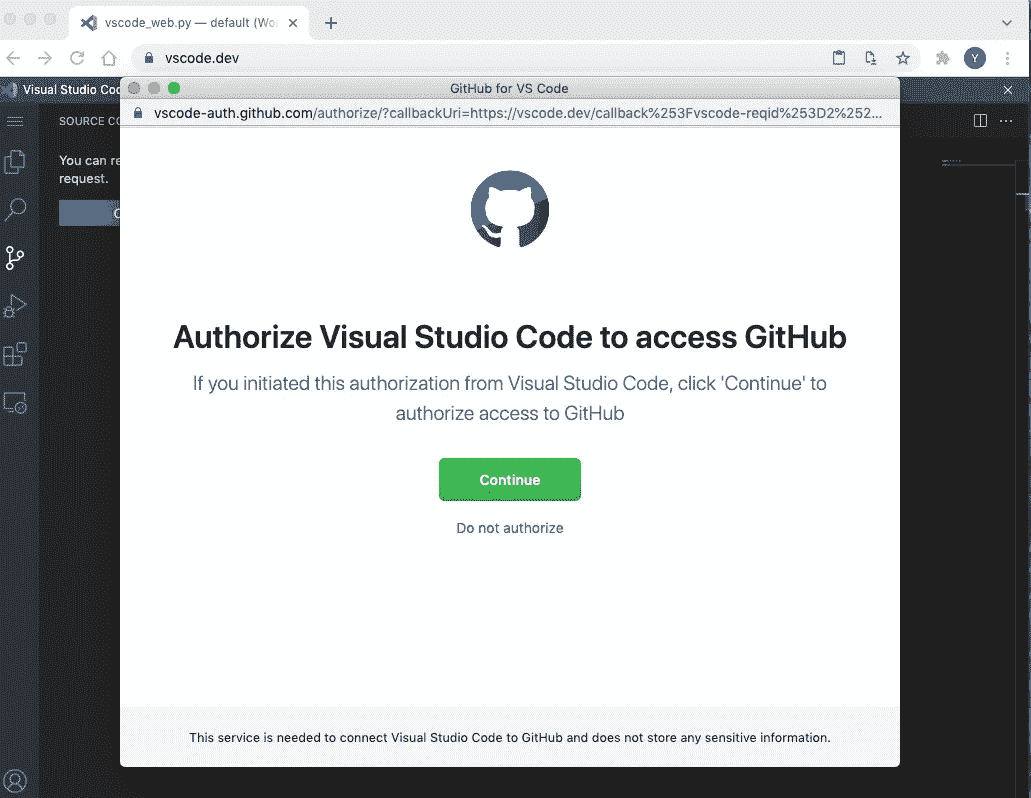 vscode_web.py — default (Wo
vscode.dev
Y
Visual Studio Cod
GitHub for VS Code
vscode-auth.github.com/authorize/?callbackUri=https://vscode.dev/callback%253Fvscode-reqid%253D2%252...
SOURCE CO
You can re
request.
Authorize Visual Studio Code to access GitHub
If you initiated this authorization from Visual Studio Code, click 'Continue' to
authorize access to GitHub
Continue
Do not authorize
This service is needed to connect Visual Studio Code to GitHub and does not store any sensitive information.